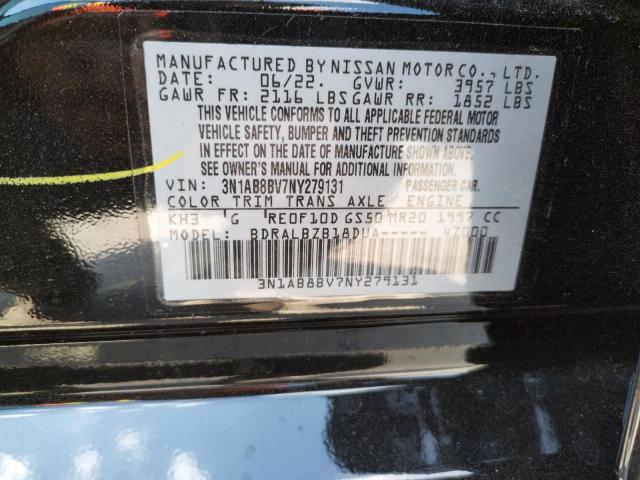 MANUFACTURED BY NISSAN MOTOR CO., LTD.
DATE: 06/22. GVWR: 3957 LBS
GAWR FR: 2116 LBS GAWR RR: 1852 LBS
THIS VEHICLE CONFORMS TO ALL APPLICABLE FEDERAL MOTOR
VEHICLE SAFETY, BUMPER AND THEFT PREVENTION STANDARDS
IN EFFECT ON THE DATE OF MANUFACTURE SHOWN ABOVE.
SEE OWNER'S MANUAL FOR ADDITIONAL INFORMATION.
VIN: 3N1AB8BV7NY279131 PASSENGER CAR.
COLOR TRIM TRANS AXLE ENGINE
KH3 G RE0F10D GS50 MR20 1997 CC
MODEL: BDRALBZB18DUA----- 4Z000
3N1AB8BV7NY279131